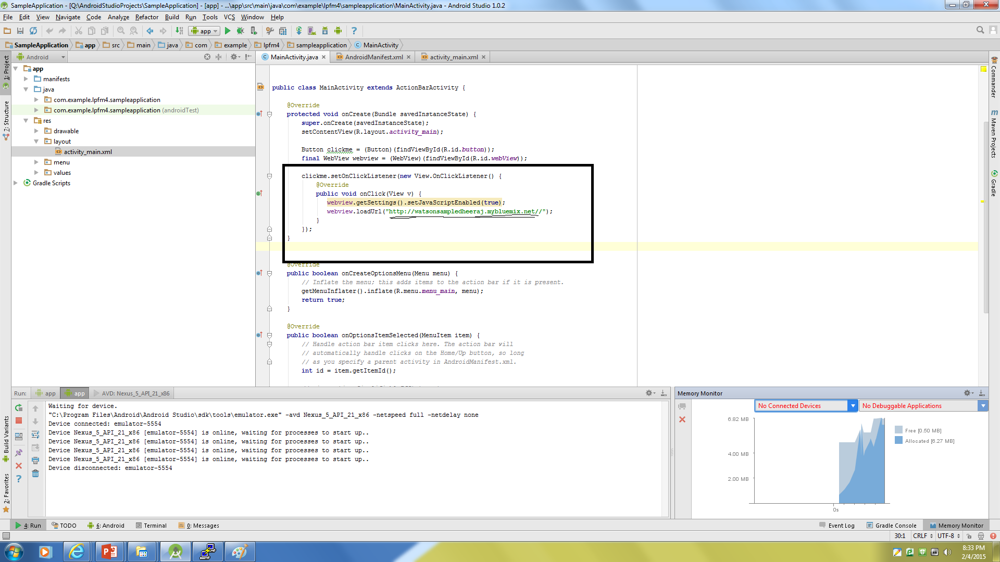 SampleApplication - [Q:\AndroidStudioProjects\SampleApplication] - [app] - ...\app\src\main\java\com\example\lpfm4\sampleapplication\MainActivity.java - Android Studio 1.0.2
File Edit View Navigate Code Analyze Refactor Build Run Tools VCS Window Help
app
SampleApplication app src main java com example lpfm4 sampleapplication MainActivity
Android
MainActivity.java AndroidManifest.xml activity_main.xml
1: Project
7: Structure
Build Variants
2: Favorites
app
manifests
java
com.example.lpfm4.sampleapplication
com.example.lpfm4.sampleapplication (androidTest)
res
drawable
layout
activity_main.xml
menu
values
Gradle Scripts
public class MainActivity extends ActionBarActivity {
@Override
protected void onCreate(Bundle savedInstanceState) {
super.onCreate(savedInstanceState);
setContentView(R.layout.activity_main);
Button clickme = (Button)(findViewById(R.id.button));
final WebView webview = (WebView)(findViewById(R.id.webView));
clickme.setOnClickListener(new View.OnClickListener() {
@Override
public void onClick(View v) {
webview.getSettings().setJavaScriptEnabled(true);
webview.loadUrl("http://watsonsampledheeraj.mybluemix.net//");
}
});
}
@Override
public boolean onCreateOptionsMenu(Menu menu) {
// Inflate the menu; this adds items to the action bar if it is present.
getMenuInflater().inflate(R.menu.menu_main, menu);
return true;
}
@Override
public boolean onOptionsItemSelected(MenuItem item) {
// Handle action bar item clicks here. The action bar will
// automatically handle clicks on the Home/Up button, so long
// as you specify a parent activity in AndroidManifest.xml.
int id = item.getItemId();
Commander
m Maven Projects
Gradle
Run: app app AVD: Nexus_5_API_21_x86
Waiting for device.
"C:\Program Files\Android\Android Studio\sdk\tools\emulator.exe" -avd Nexus_5_API_21_x86 -netspeed full -netdelay none
Device connected: emulator-5554
Device Nexus_5_API_21_x86 [emulator-5554] is online, waiting for processes to start up..
Device Nexus_5_API_21_x86 [emulator-5554] is online, waiting for processes to start up..
Device Nexus_5_API_21_x86 [emulator-5554] is online, waiting for processes to start up..
Device Nexus_5_API_21_x86 [emulator-5554] is online, waiting for processes to start up..
Device disconnected: emulator-5554
Memory Monitor
No Connected Devices No Debuggable Applications
6.82 MB
4.00 MB
2.00 MB
0s
Free [0.50 MB]
Allocated [6.27 MB]
4: Run TODO 6: Android Terminal 0: Messages Event Log Gradle Console Memory Monitor
30:1 CRLF UTF-8
8:33 PM
2/4/2015